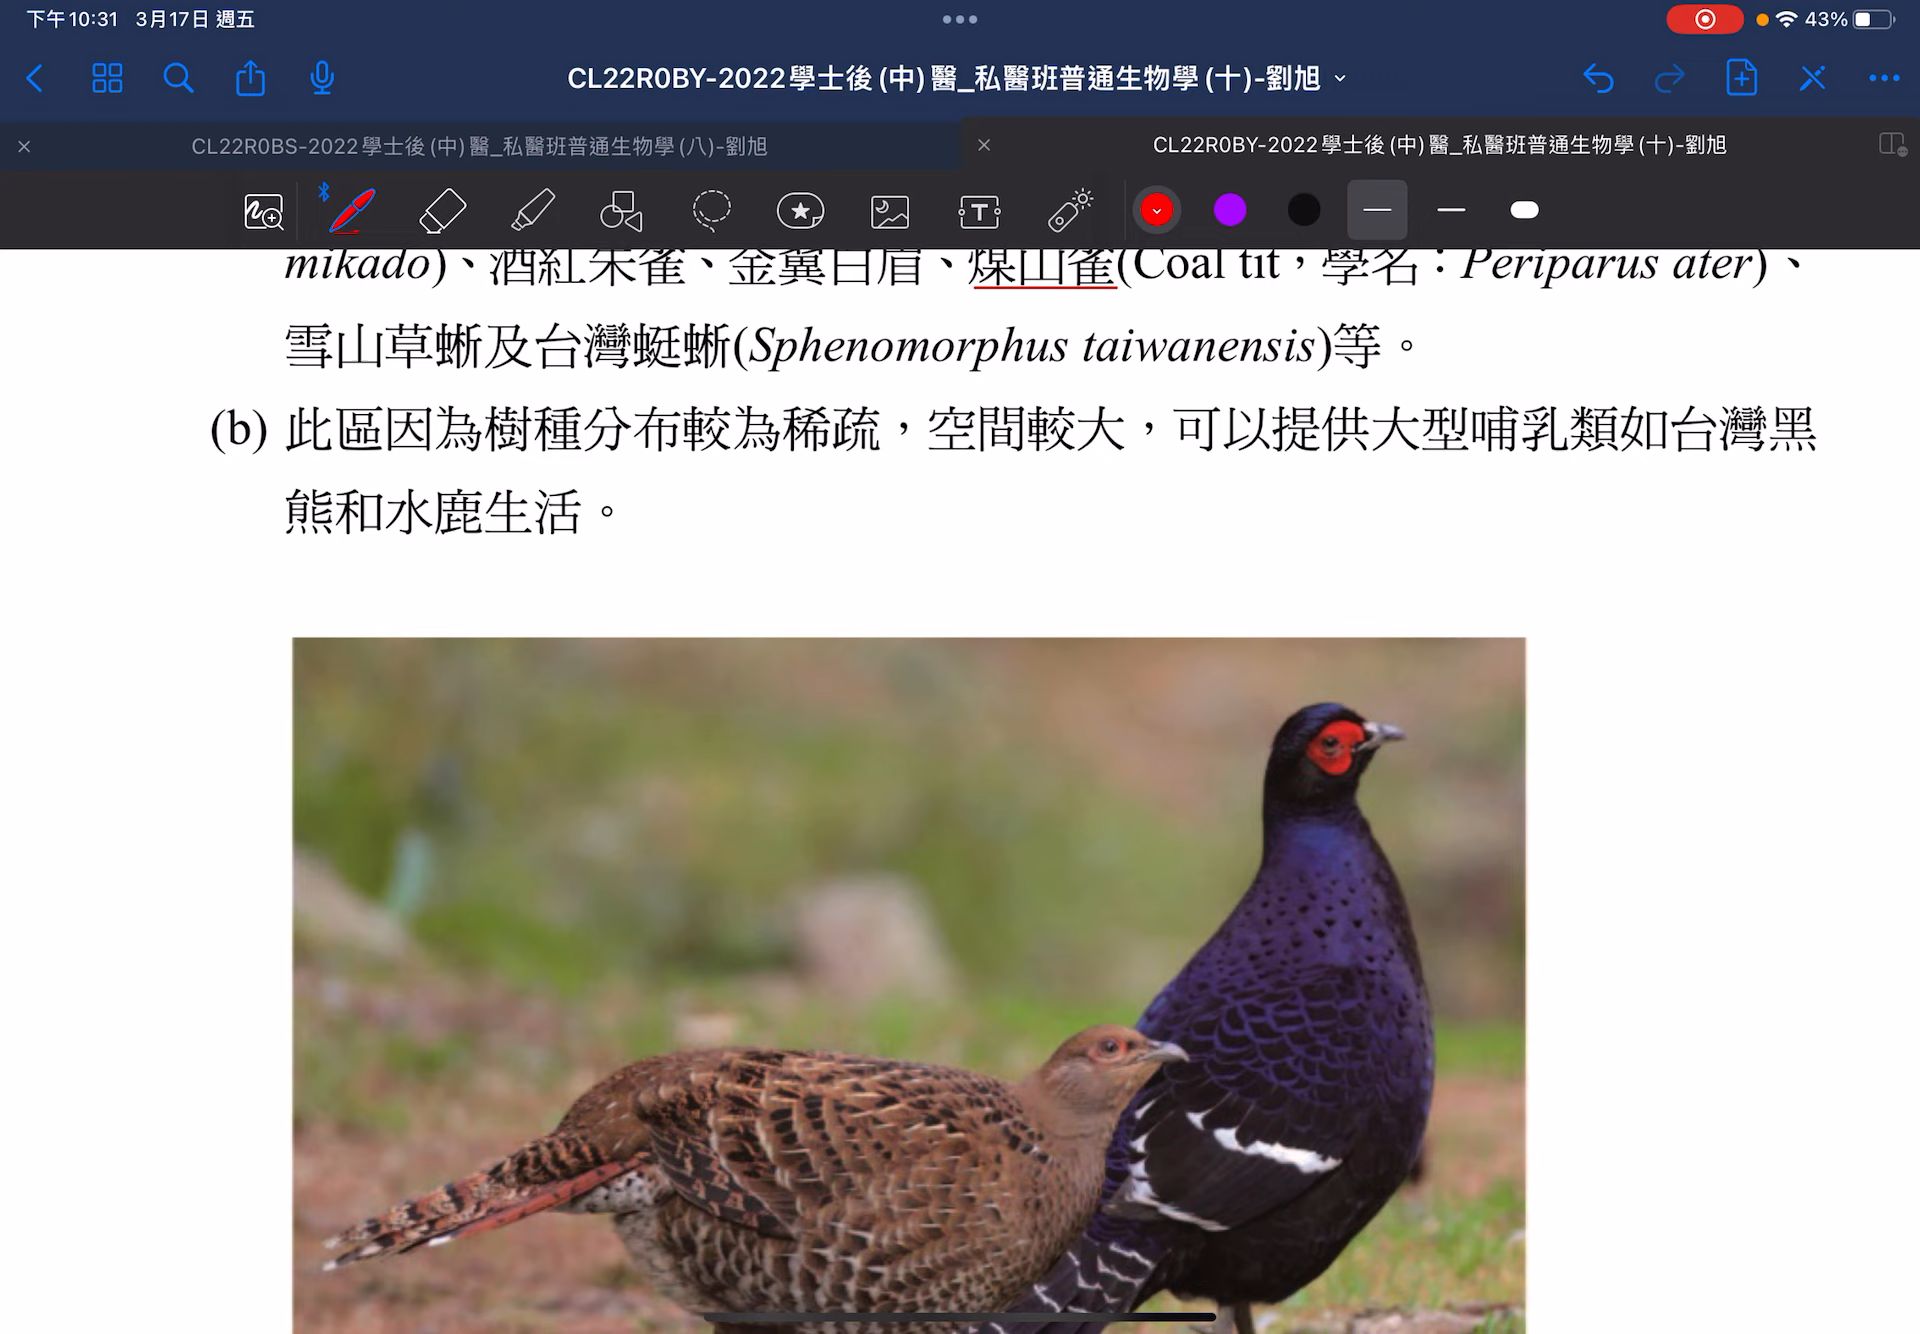 下午10:31 3月17日 週五
43%
CL22R0BY-2022學士後(中)醫_私醫班普通生物學(十)-劉旭
CL22R0BS-2022學士後(中)醫_私醫班普通生物學(八)-劉旭
CL22R0BY-2022學士後(中)醫_私醫班普通生物學(十)-劉旭
mikado)、酒紅朱雀、金翼白眉、煤山雀(Coal tit，學名：Periparus ater)、
雪山草蜥及台灣蜓蜥(Sphenomorphus taiwanensis)等。
(b) 此區因為樹種分布較為稀疏，空間較大，可以提供大型哺乳類如台灣黑
熊和水鹿生活。